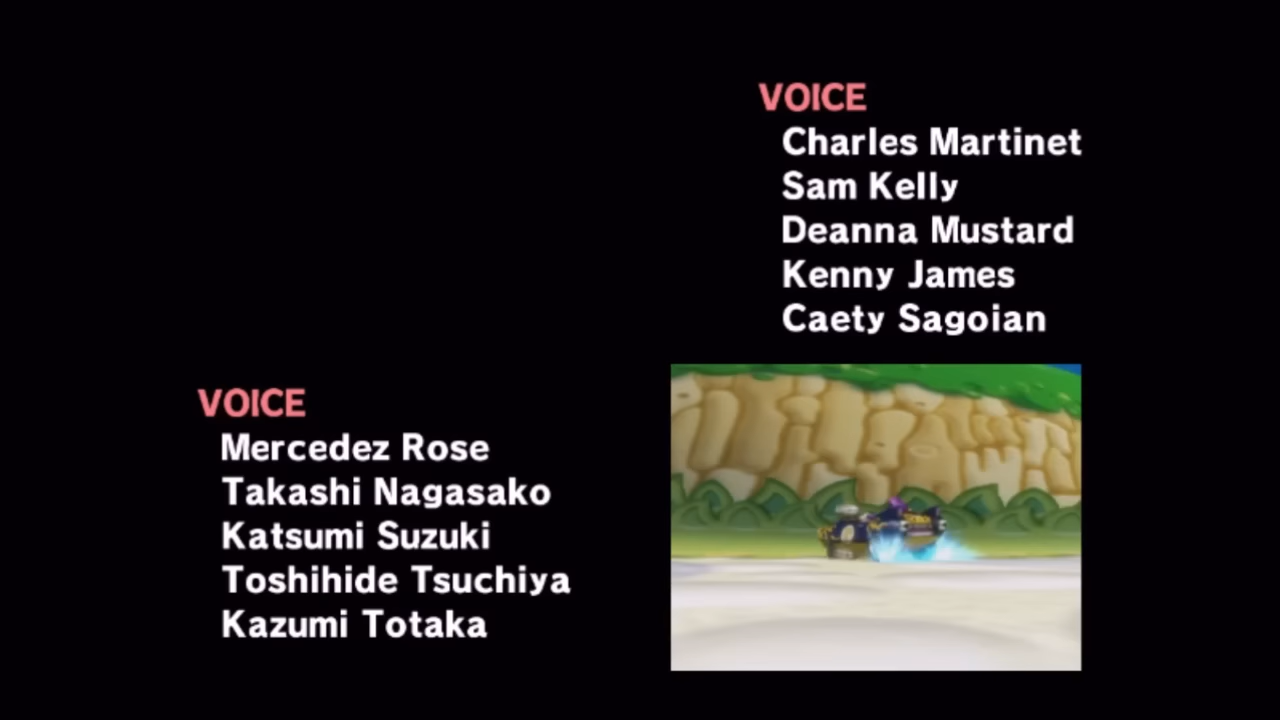 VOICE
Charles Martinet
Sam Kelly
Deanna Mustard
Kenny James
Caety Sagoian
VOICE
Mercedez Rose
Takashi Nagasako
Katsumi Suzuki
Toshihide Tsuchiya
Kazumi Totaka